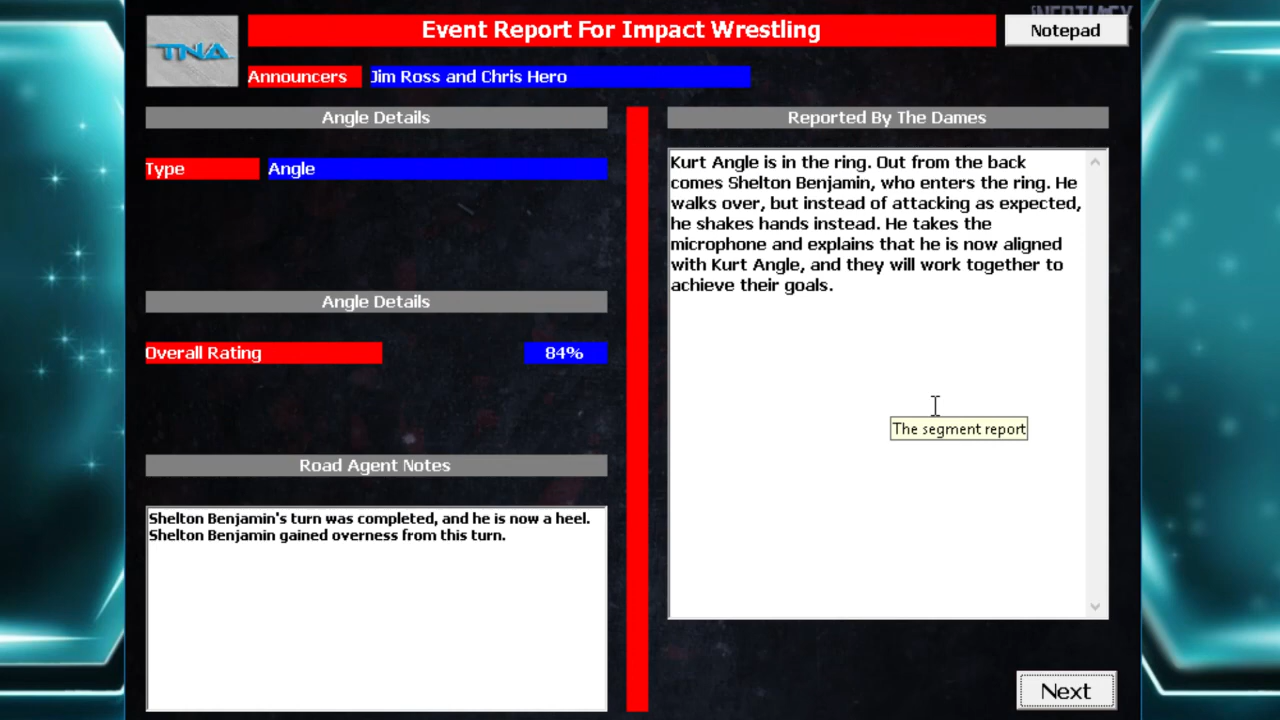 Event Report For Impact Wrestling
Notepad
TNA
Announcers
Jim Ross and Chris Hero
Angle Details
Type
Angle
Angle Details
Overall Rating
84%
Road Agent Notes
Shelton Benjamin's turn was completed, and he is now a heel.
Shelton Benjamin gained overness from this turn.
Reported By The Dames
Kurt Angle is in the ring. Out from the back
comes Shelton Benjamin, who enters the ring. He
walks over, but instead of attacking as expected,
he shakes hands instead. He takes the
microphone and explains that he is now aligned
with Kurt Angle, and they will work together to
achieve their goals.
The segment report
Next